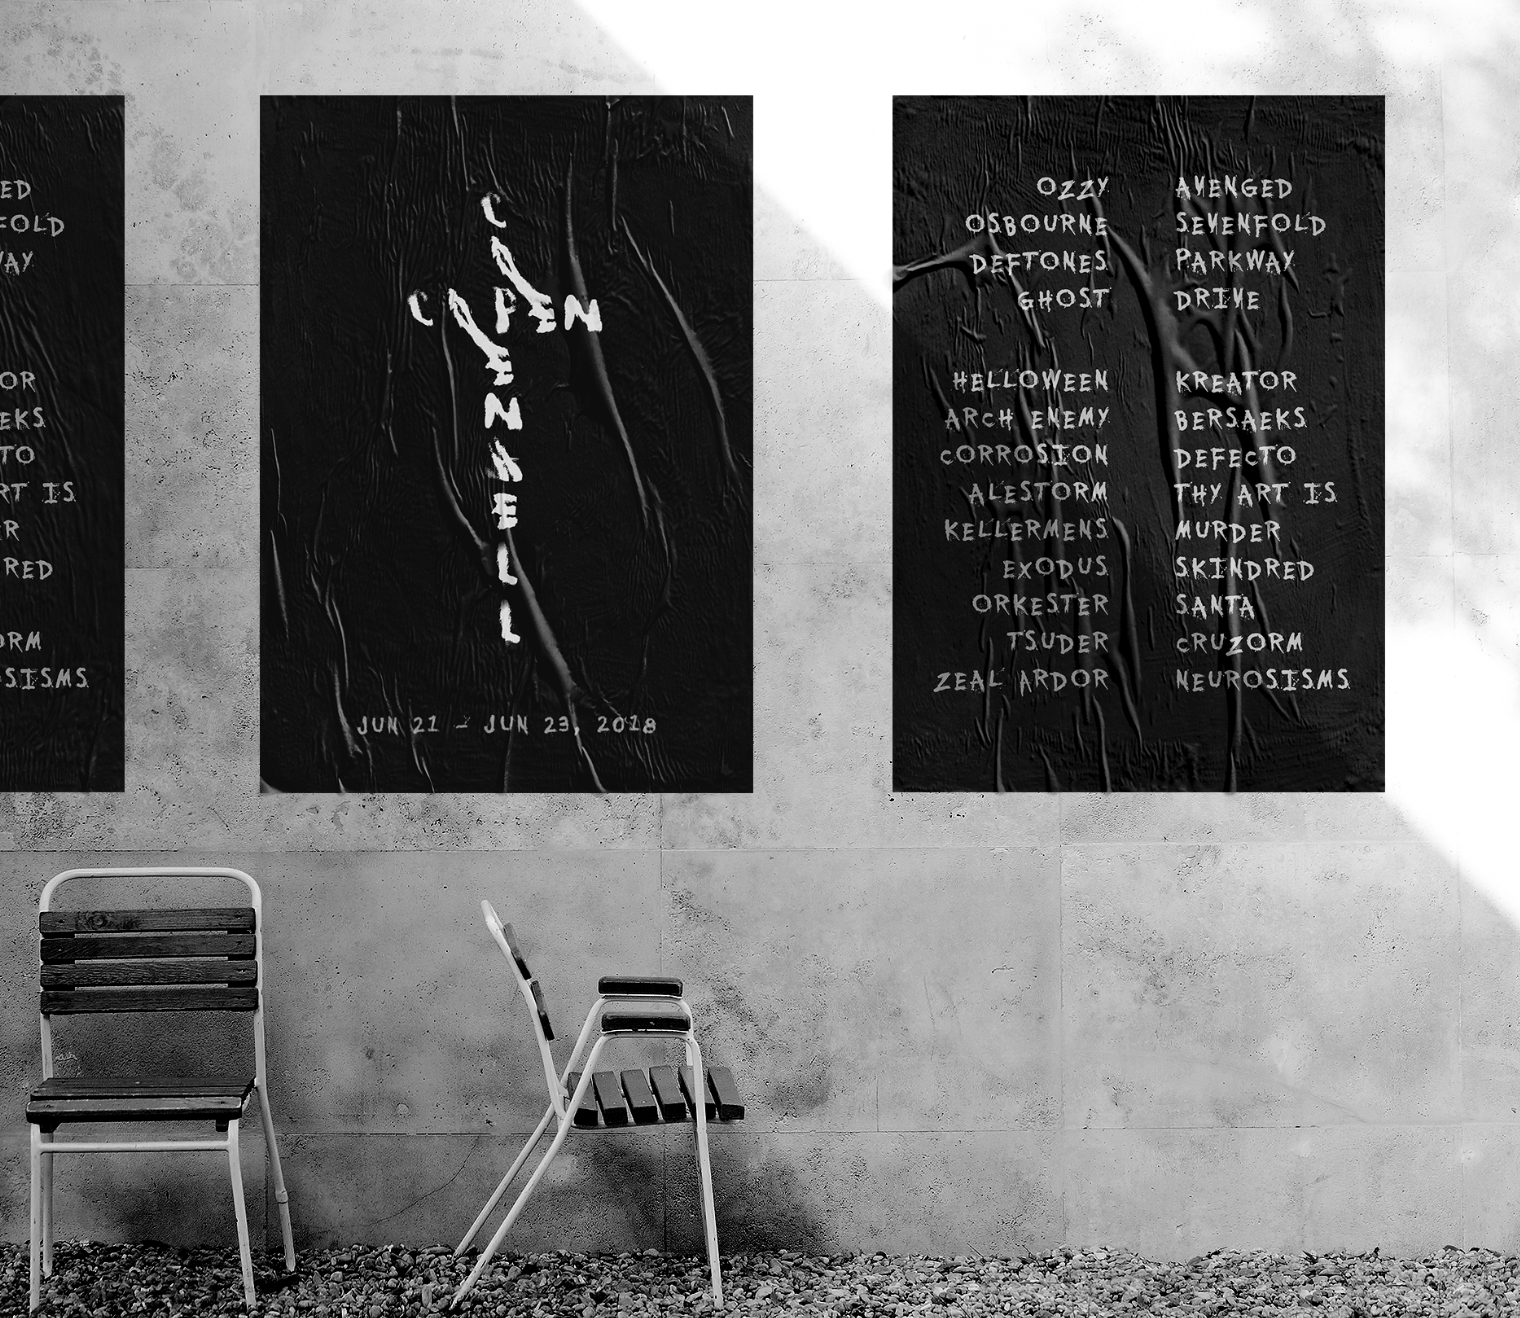 ED
FOLD
WAY
OR
EKS
TO
RT IS
R
RED
ORM
SISMS
COPEN
COPENHELL
JUN 21 - JUN 23, 2018
OZZY
OSBOURNE
DEFTONES
GHOST
HELLOWEEN
ARCH ENEMY
CORROSION
ALESTORM
KELLERMENS
EXODUS
ORKESTER
TSUDER
ZEAL ARDOR
AVENGED
SEVENFOLD
PARKWAY
DRIVE
KREATOR
BERSAEKS
DEFECTO
THY ART IS
MURDER
SKINDRED
SANTA
CRUZORM
NEUROSISMS